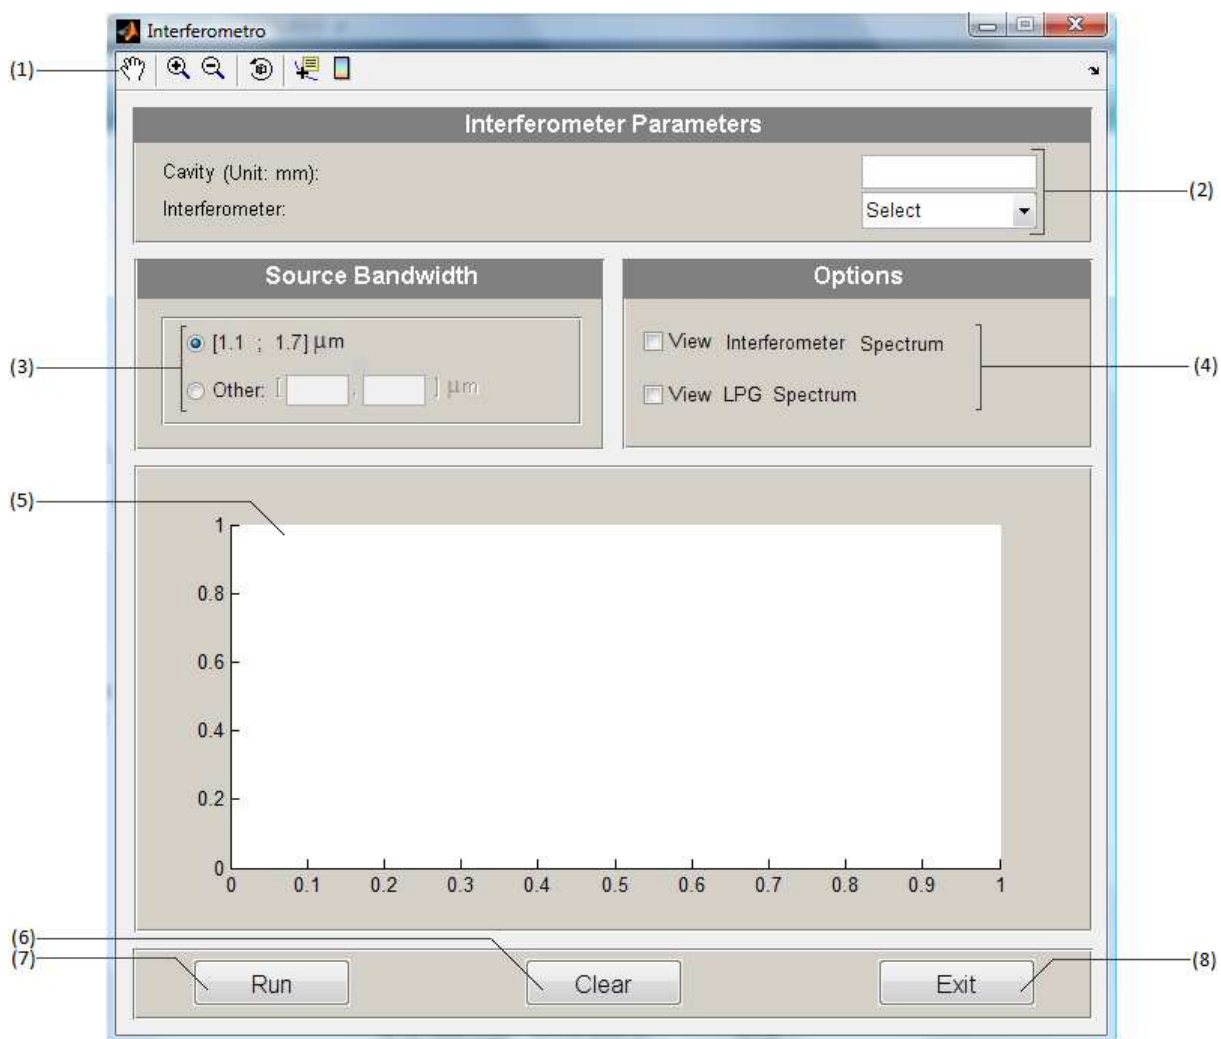 Interferometro
(1)
Interferometer Parameters
Cavity (Unit: mm):
Interferometer:
Select
(2)
Source Bandwidth
Options
(3)
[1.1 ; 1.7] μm
Other: [ , ] μm
View Interferometer Spectrum
View LPG Spectrum
(4)
(5)
1
0.8
0.6
0.4
0.2
0
0 0.1 0.2 0.3 0.4 0.5 0.6 0.7 0.8 0.9 1
(6)
(7)
Run
Clear
Exit
(8)